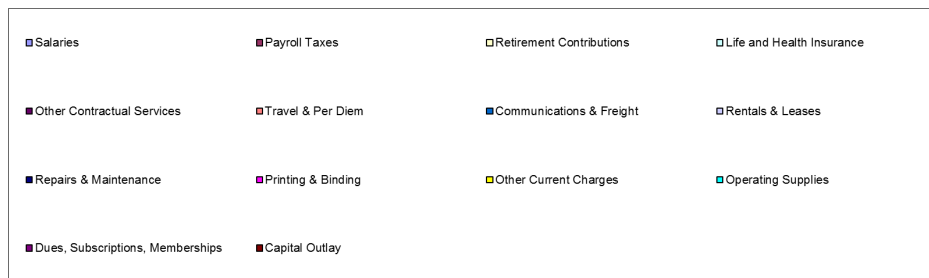 Salaries Payroll Taxes Retirement Contributions Life and Health Insurance
Other Contractual Services Travel & Per Diem Communications & Freight Rentals & Leases
Repairs & Maintenance Printing & Binding Other Current Charges Operating Supplies
Dues, Subscriptions, Memberships Capital Outlay